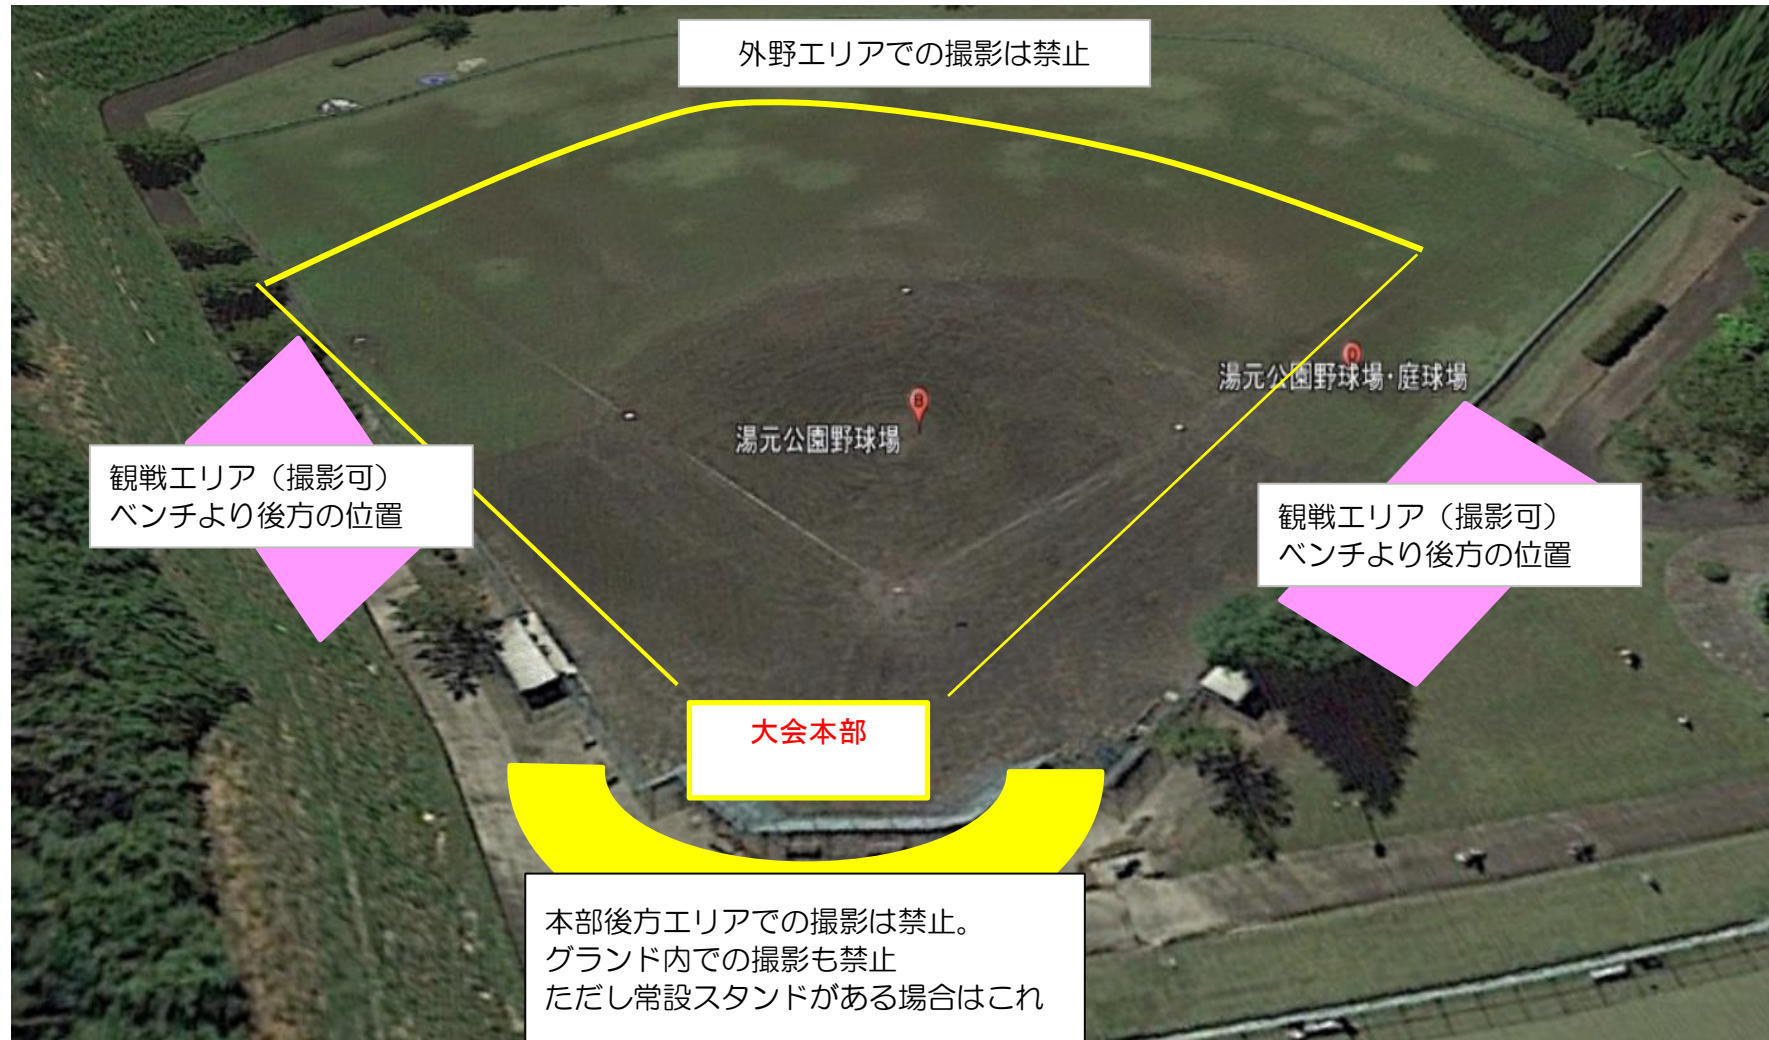 外野エリアでの撮影は禁止
湯元公園野球場・庭球場
B
湯元公園野球場
観戦エリア（撮影可）
ベンチより後方の位置
観戦エリア（撮影可）
ベンチより後方の位置
大会本部
本部後方エリアでの撮影は禁止。
グランド内での撮影も禁止
ただし常設スタンドがある場合はこれ